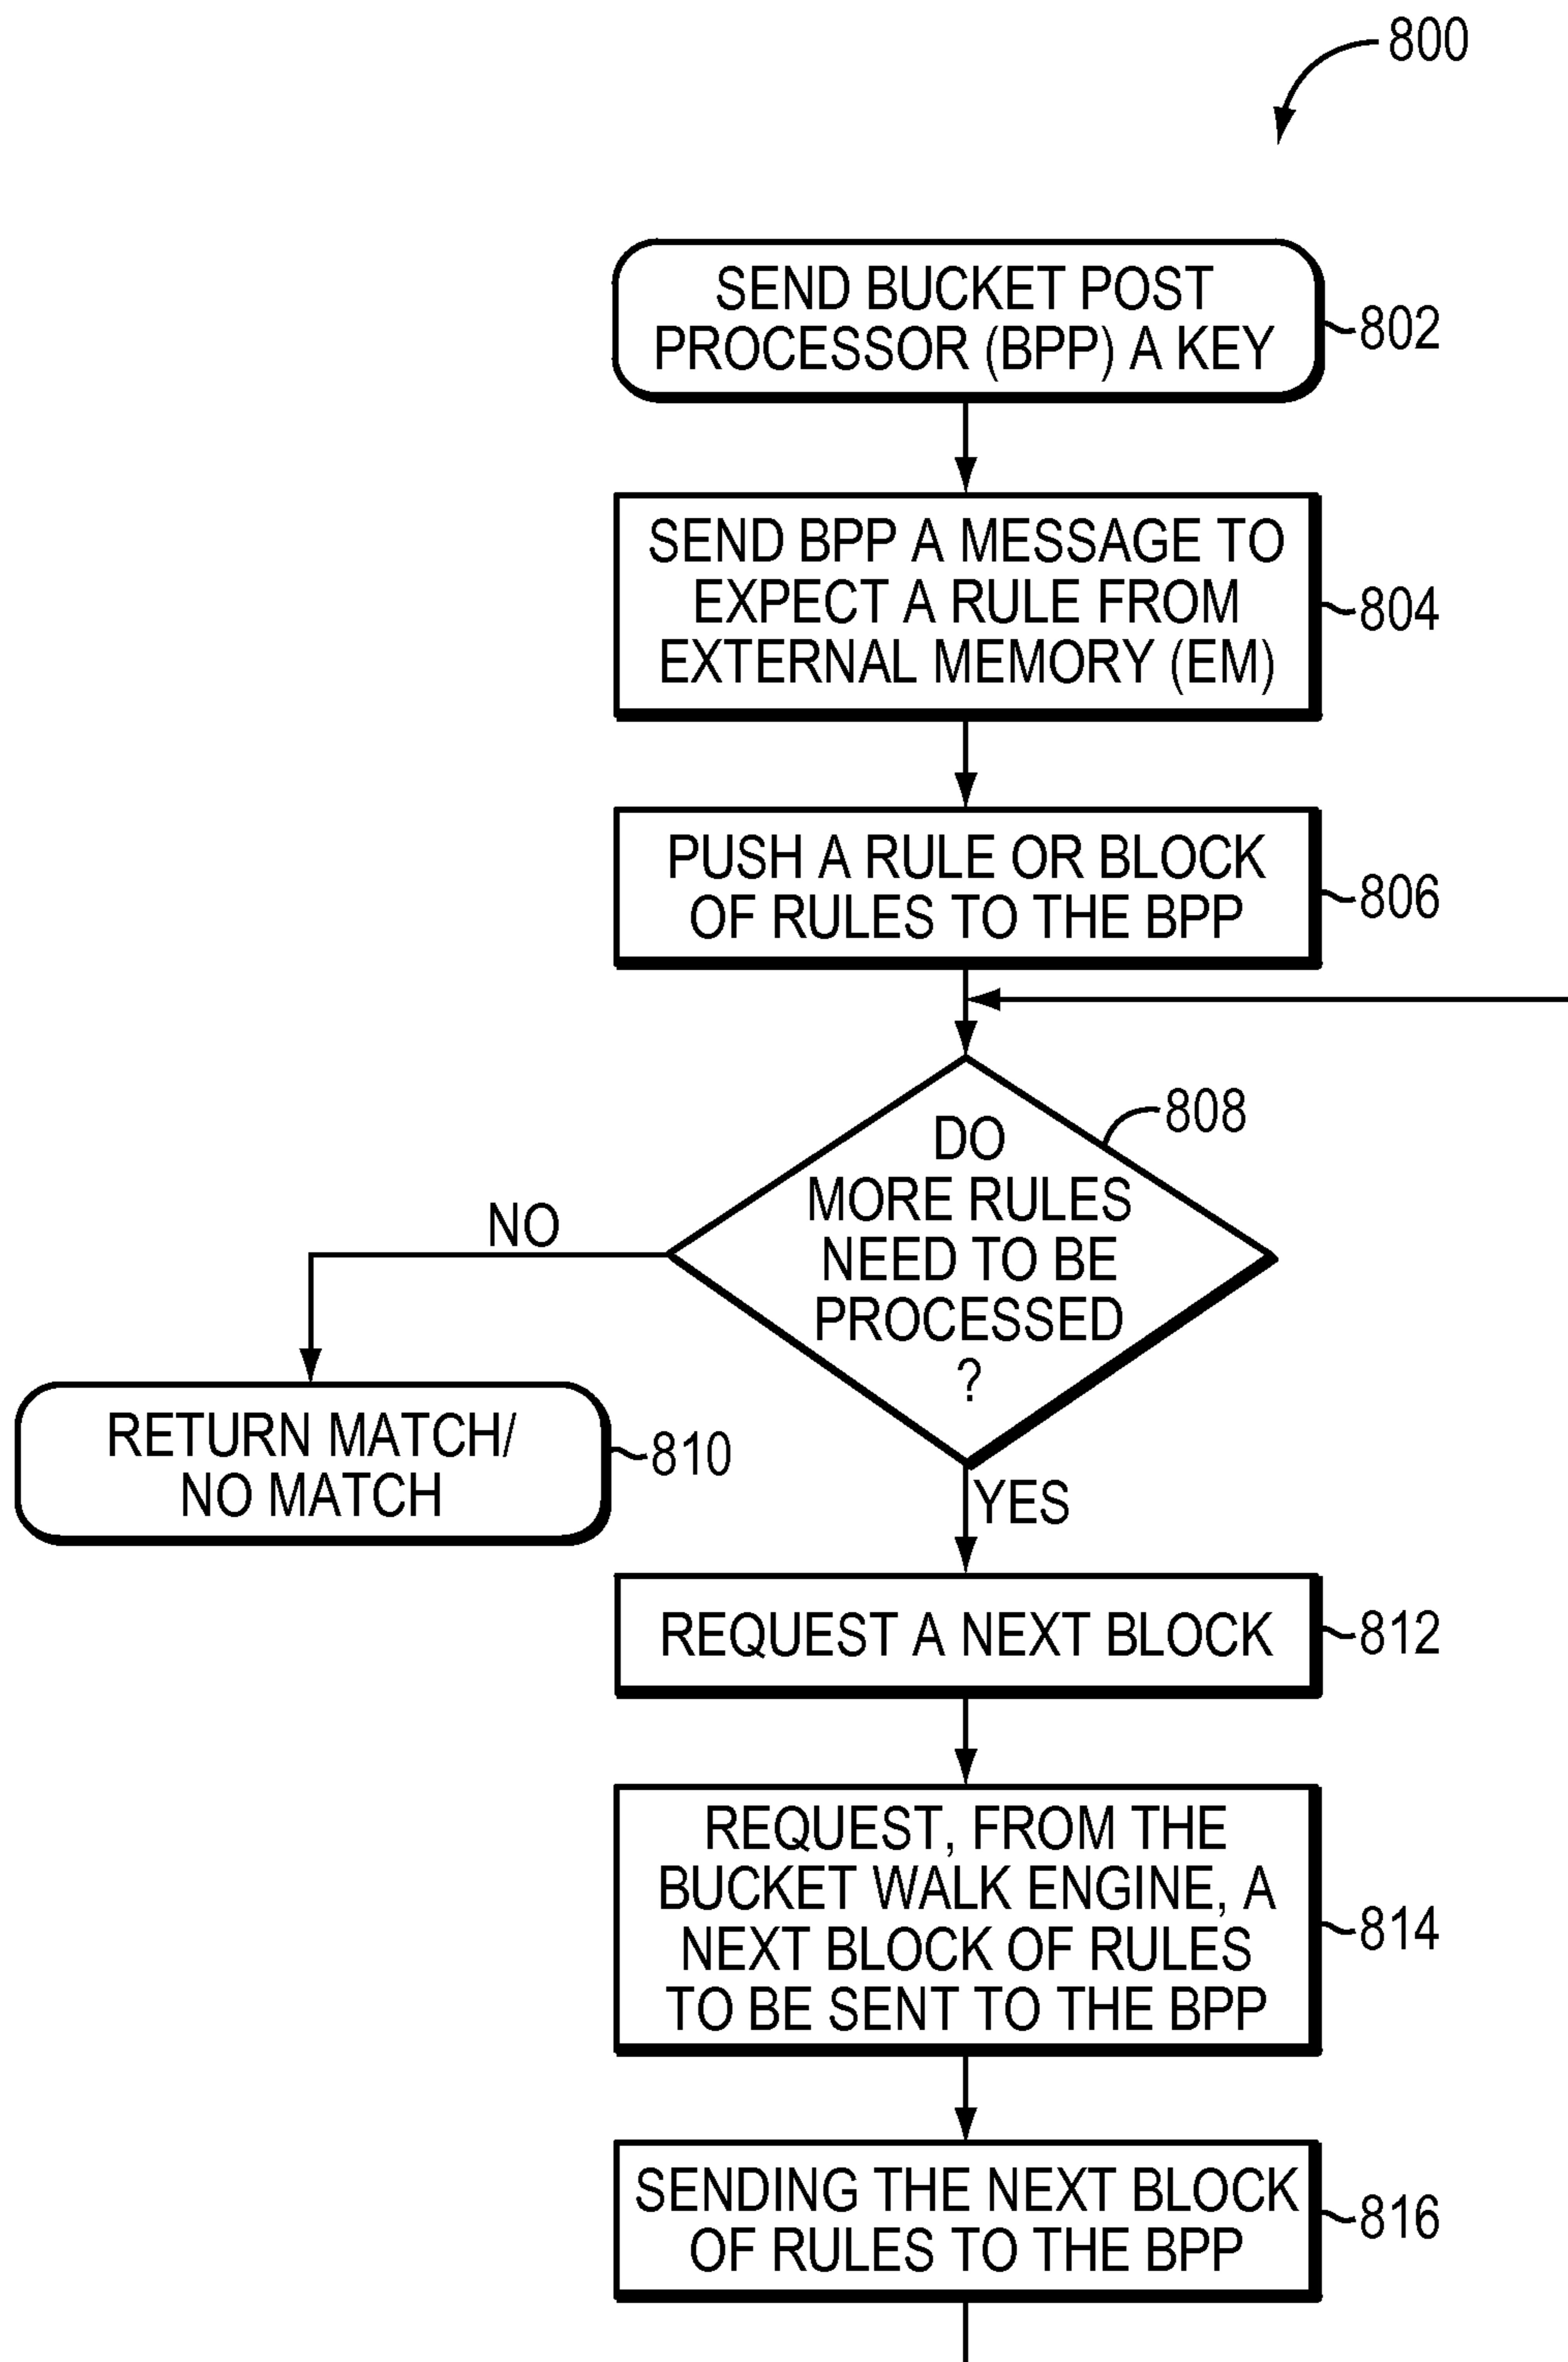 800
SEND BUCKET POST
PROCESSOR (BPP) A KEY
802
SEND BPP A MESSAGE TO
EXPECT A RULE FROM
EXTERNAL MEMORY (EM)
804
PUSH A RULE OR BLOCK
OF RULES TO THE BPP
806
DO
MORE RULES
NEED TO BE
PROCESSED
?
808
NO
RETURN MATCH/
NO MATCH
810
YES
REQUEST A NEXT BLOCK
812
REQUEST, FROM THE
BUCKET WALK ENGINE, A
NEXT BLOCK OF RULES
TO BE SENT TO THE BPP
814
SENDING THE NEXT BLOCK
OF RULES TO THE BPP
816